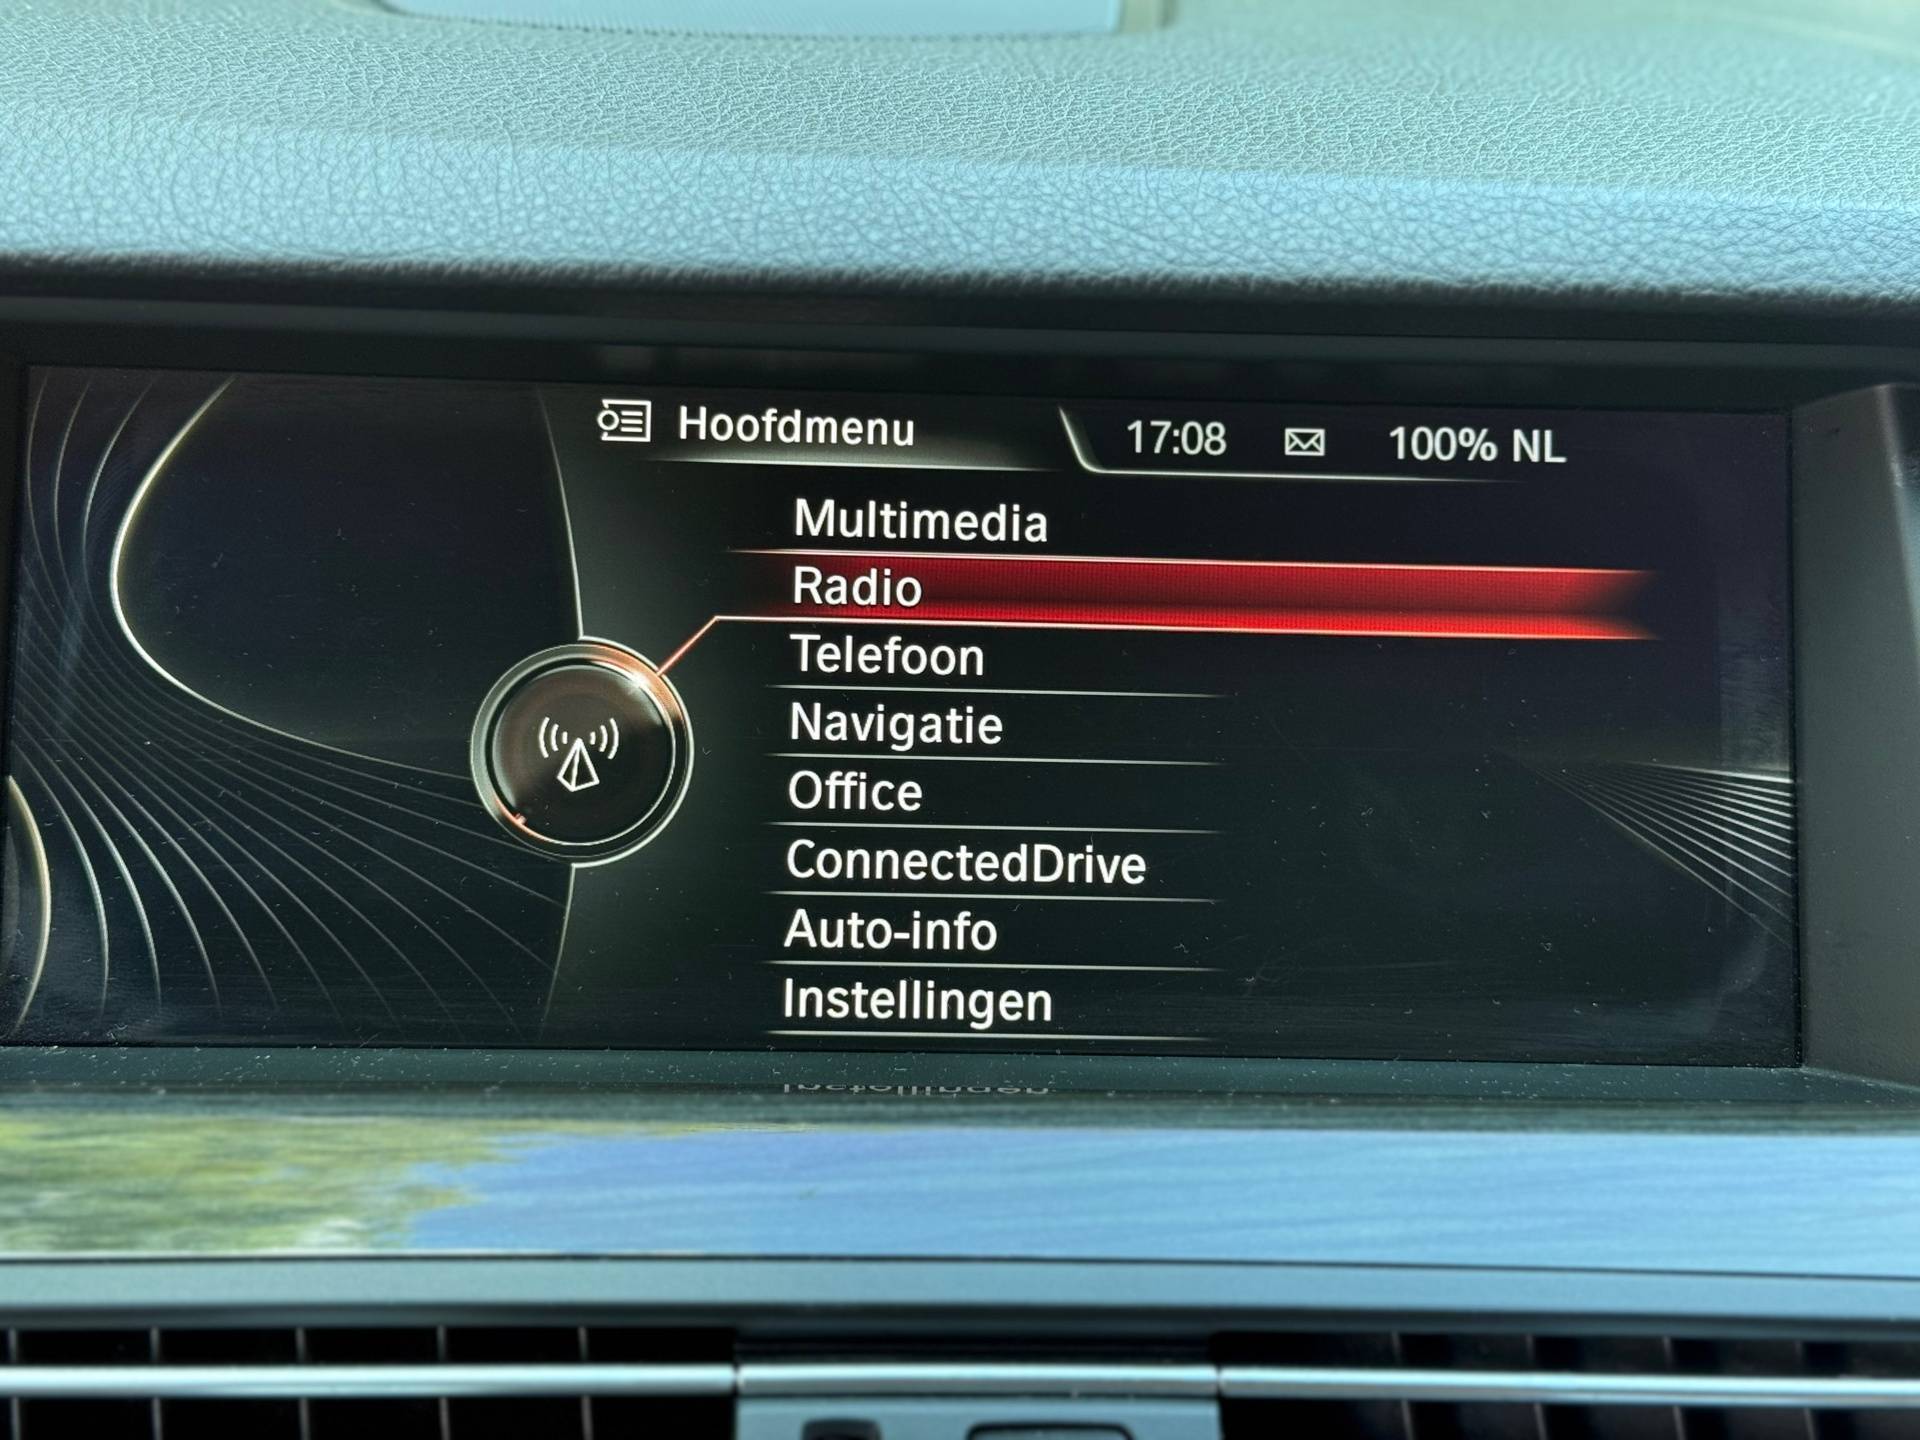 Hoofdmenu
17:08 100% NL
Multimedia
Radio
Telefoon
Navigatie
Office
ConnectedDrive
Auto-info
Instellingen